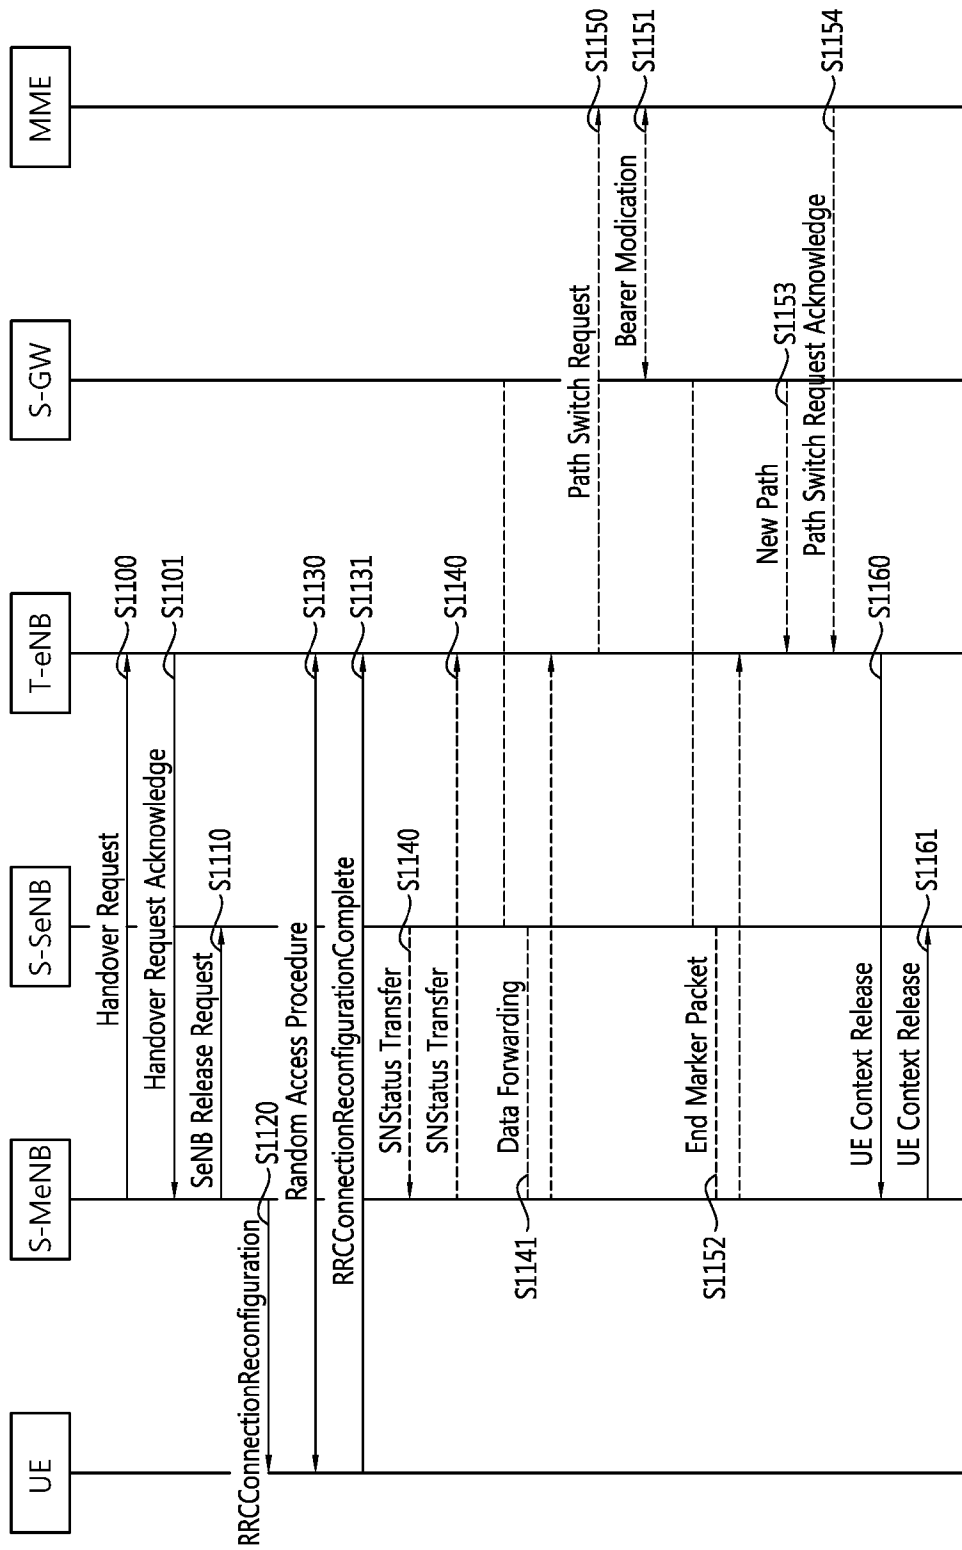 UE
S-MeNB
S-SeNB
T-eNB
S-GW
MME
Handover Request
S1100
Handover Request Acknowledge
S1101
SeNB Release Request
S1110
RRCConnectionReconfiguration
S1120
Random Access Procedure
S1130
RRCConnectionReconfigurationComplete
S1131
SNStatus Transfer
S1140
SNStatus Transfer
S1140
Data Forwarding
S1141
Path Switch Request
S1150
Bearer Modication
S1151
End Marker Packet
S1152
New Path
S1153
Path Switch Request Acknowledge
S1154
UE Context Release
S1160
UE Context Release
S1161